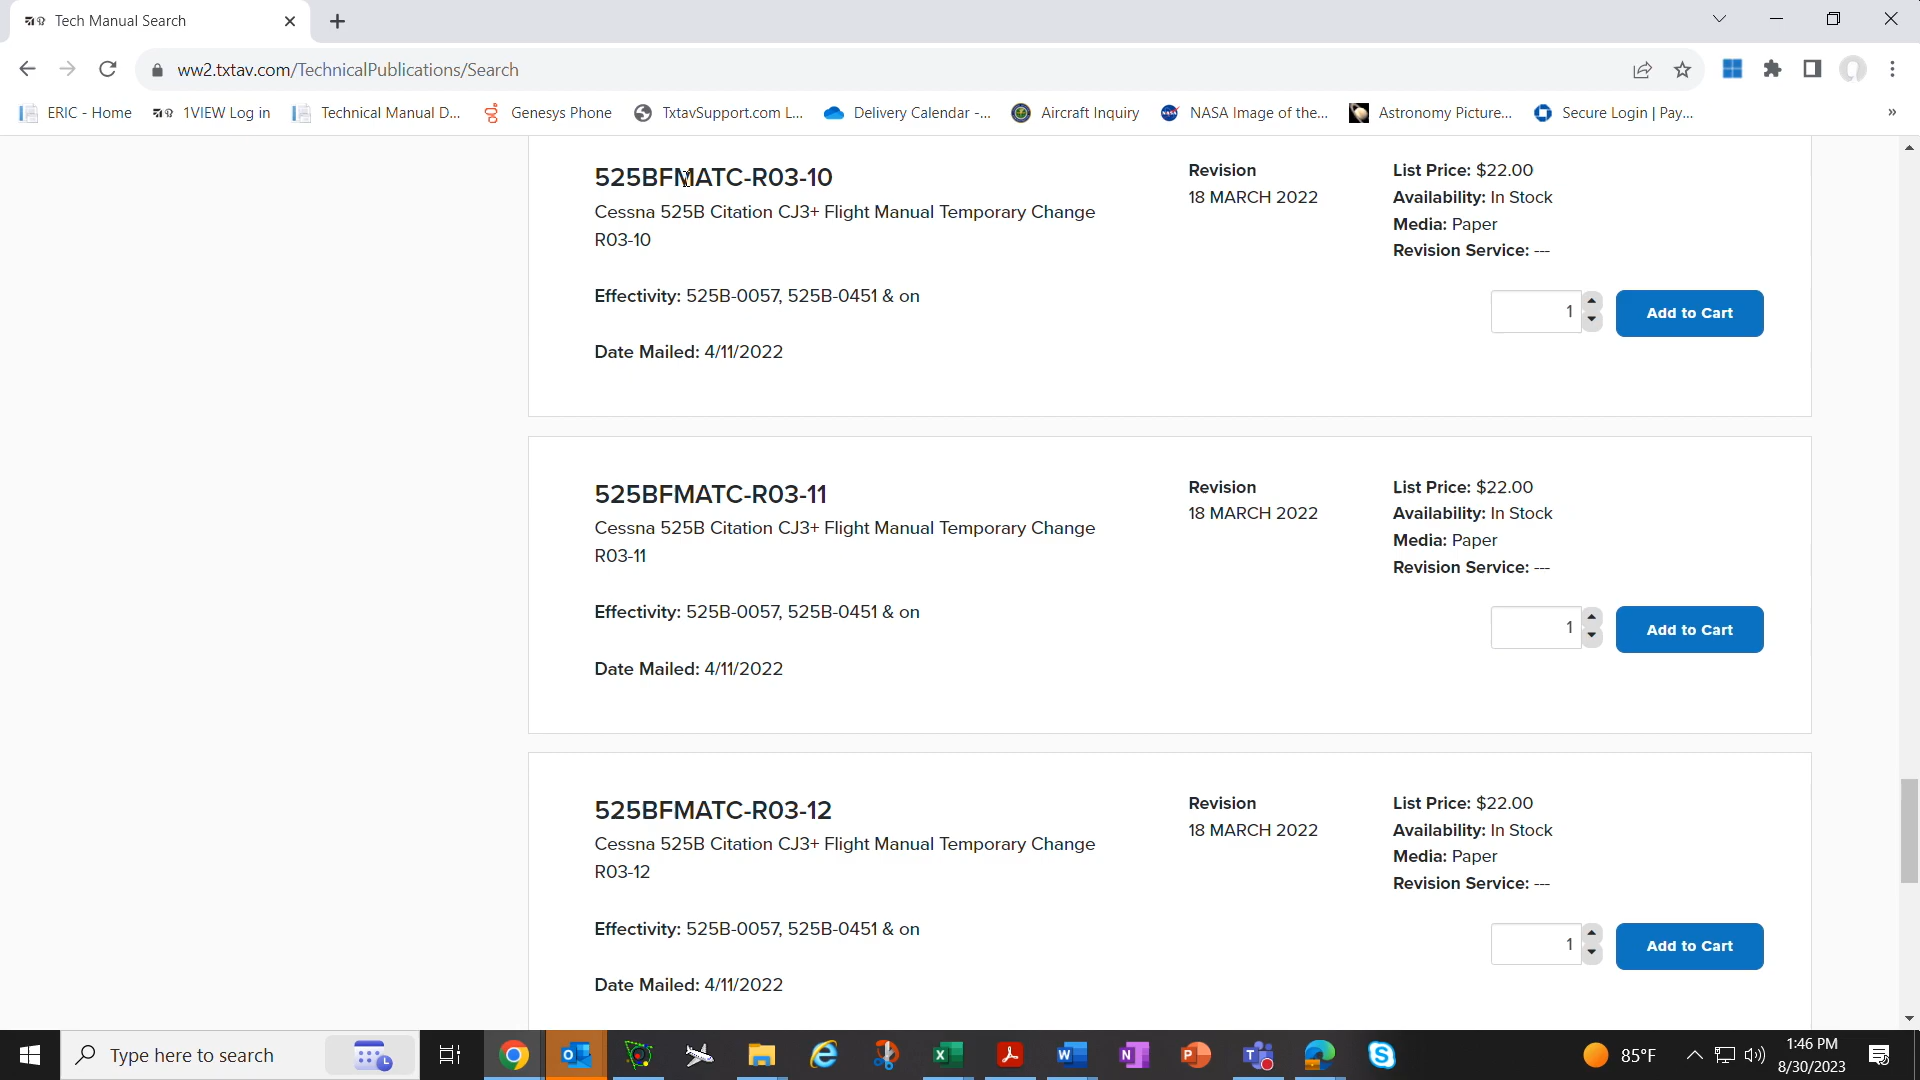 Tech Manual Search
ww2.txtav.com/TechnicalPublications/Search
ERIC - Home
1VIEW Log in
Technical Manual D...
Genesys Phone
TxtavSupport.com L...
Delivery Calendar -...
Aircraft Inquiry
NASA Image of the...
Astronomy Picture...
Secure Login | Pay...
»
525BFMATC-R03-10
Cessna 525B Citation CJ3+ Flight Manual Temporary Change
R03-10
Effectivity: 525B-0057, 525B-0451 & on
Date Mailed: 4/11/2022
Revision
18 MARCH 2022
List Price: $22.00
Availability: In Stock
Media: Paper
Revision Service: ---
1
Add to Cart
525BFMATC-R03-11
Cessna 525B Citation CJ3+ Flight Manual Temporary Change
R03-11
Effectivity: 525B-0057, 525B-0451 & on
Date Mailed: 4/11/2022
Revision
18 MARCH 2022
List Price: $22.00
Availability: In Stock
Media: Paper
Revision Service: ---
1
Add to Cart
525BFMATC-R03-12
Cessna 525B Citation CJ3+ Flight Manual Temporary Change
R03-12
Effectivity: 525B-0057, 525B-0451 & on
Date Mailed: 4/11/2022
Revision
18 MARCH 2022
List Price: $22.00
Availability: In Stock
Media: Paper
Revision Service: ---
1
Add to Cart
Type here to search
85°F
1:46 PM
8/30/2023